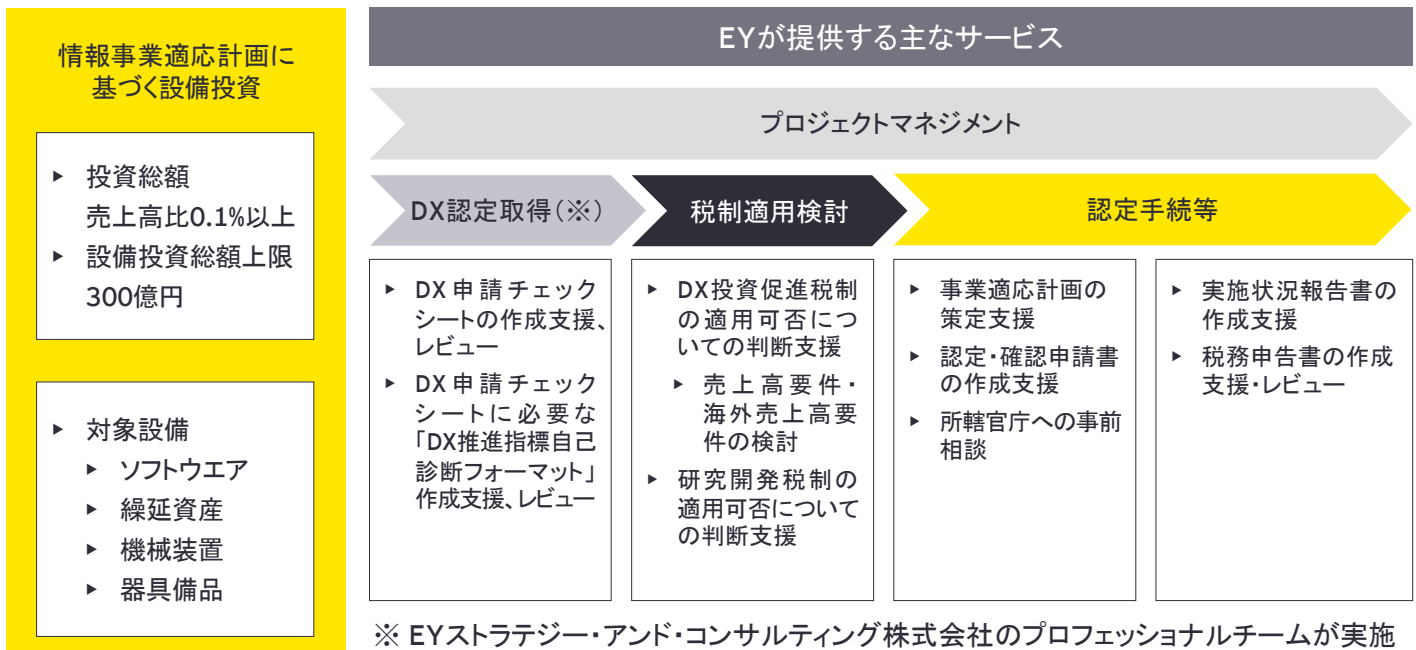 情報事業適応計画に
基づく設備投資
▶ 投資総額
売上高比0.1%以上
▶ 設備投資総額上限
300億円
▶ 対象設備
▶ ソフトウエア
▶ 繰延資産
▶ 機械装置
▶ 器具備品
EYが提供する主なサービス
プロジェクトマネジメント
DX認定取得(※)
税制適用検討
認定手続等
▶ DX申請チェック
シートの作成支援、
レビュー
▶ DX申請チェック
シートに必要な
「DX推進指標自己
診断フォーマット」
作成支援、レビュー
▶ DX投資促進税制
の適用可否につ
いての判断支援
▶ 売上高要件・
海外売上高要
件の検討
▶ 研究開発税制の
適用可否について
の判断支援
▶ 事業適応計画の
策定支援
▶ 認定・確認申請書
の作成支援
▶ 所轄官庁への事前
相談
▶ 実施状況報告書の
作成支援
▶ 税務申告書の作成
支援・レビュー
※ EYストラテジー・アンド・コンサルティング株式会社のプロフェッショナルチームが実施